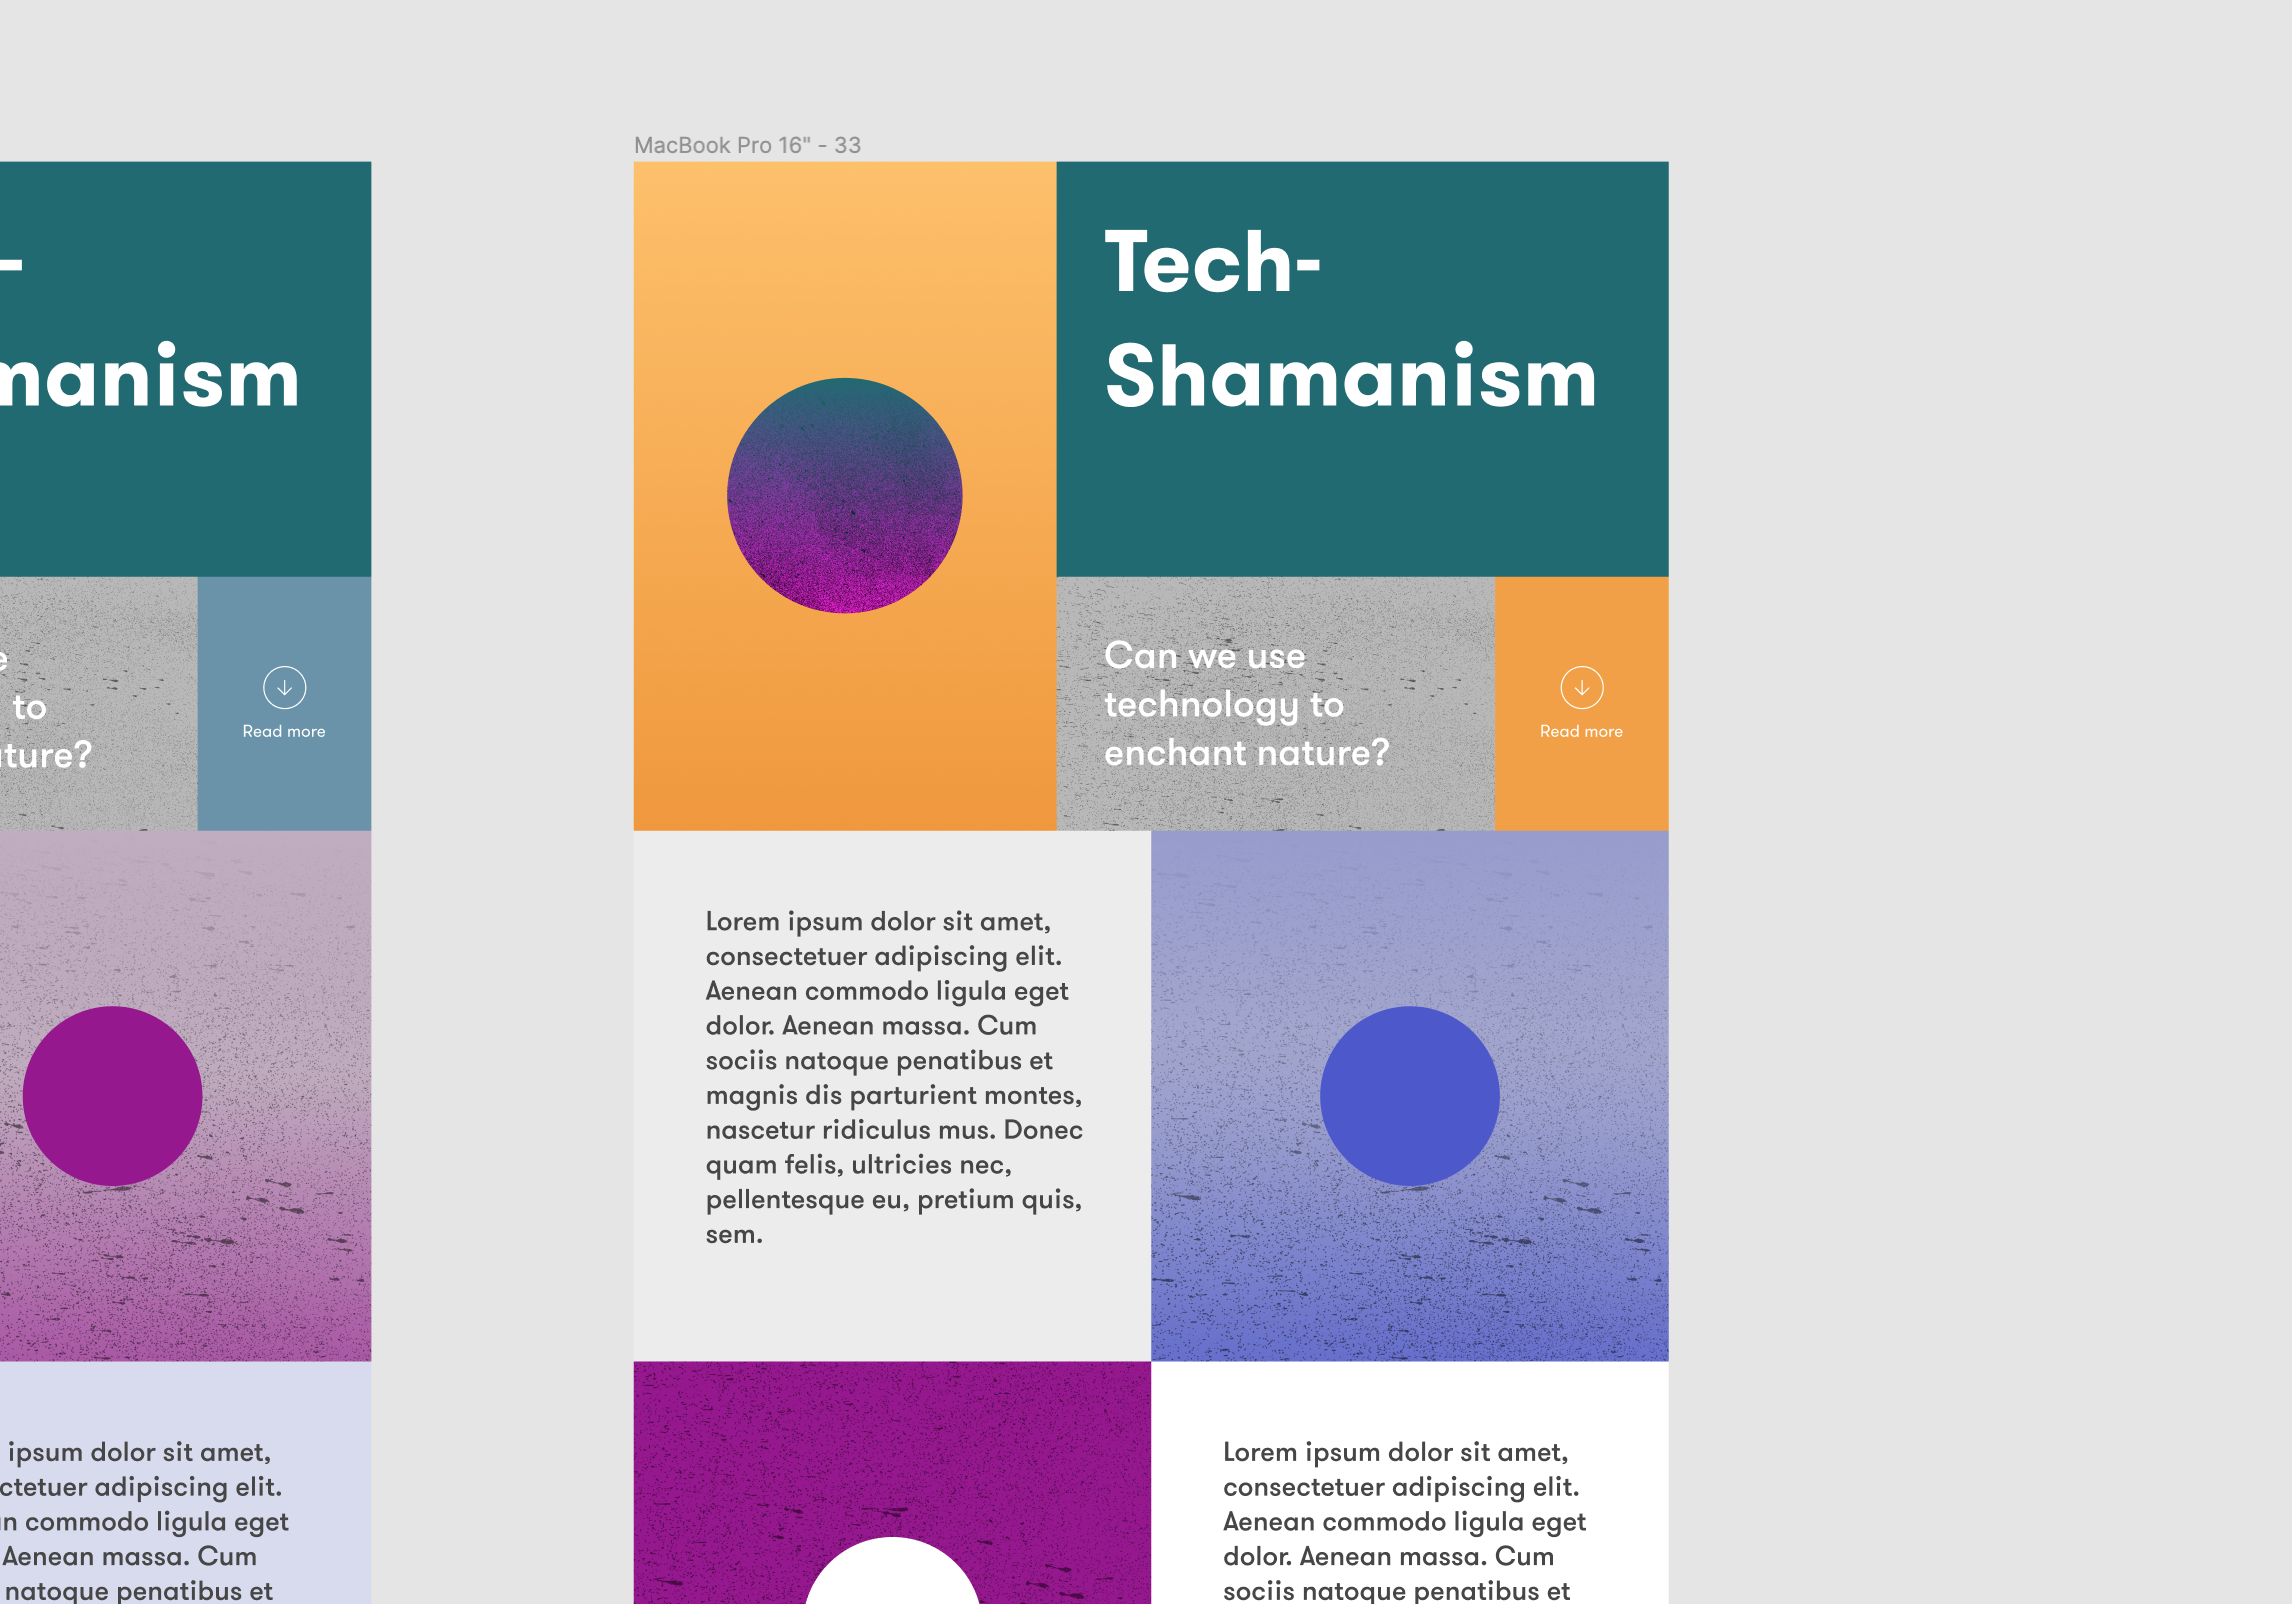 MacBook Pro 16" - 33
-
manism
to
ture?
Read more
ipsum dolor sit amet,
ctetuer adipiscing elit.
n commodo ligula eget
Aenean massa. Cum
natoque penatibus et
Tech-
Shamanism
Can we use
technology to
enchant nature?
Read more
Lorem ipsum dolor sit amet,
consectetuer adipiscing elit.
Aenean commodo ligula eget
dolor. Aenean massa. Cum
sociis natoque penatibus et
magnis dis parturient montes,
nascetur ridiculus mus. Donec
quam felis, ultricies nec,
pellentesque eu, pretium quis,
sem.
Lorem ipsum dolor sit amet,
consectetuer adipiscing elit.
Aenean commodo ligula eget
dolor. Aenean massa. Cum
sociis natoque penatibus et